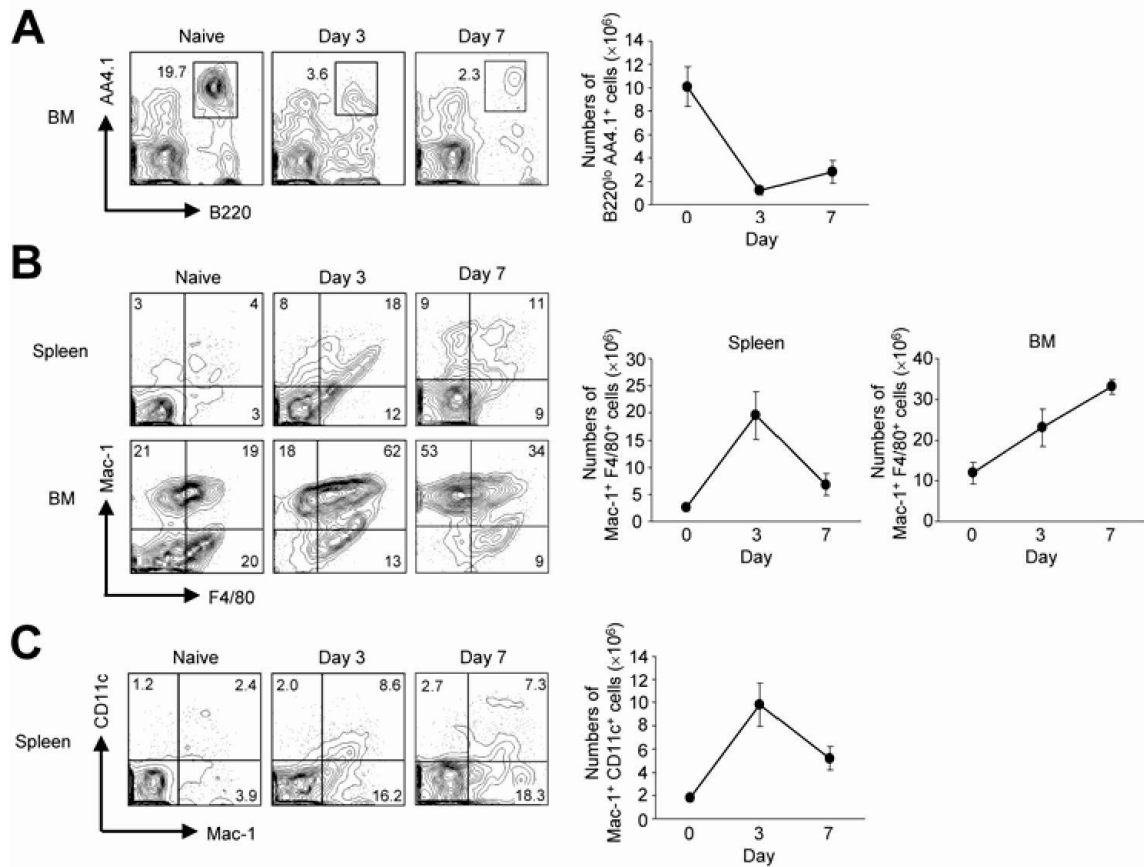 A
Naive Day 3 Day 7
19.7 3.6 2.3
AA4.1
BM
B220
Numbers of
B220lo AA4.1+ cells (×10⁶)
14
12
10
8
6
4
2
0
0 3 7
Day
B
Naive Day 3 Day 7
Spleen
3 4 8 18 9 11
3 12 9
BM
21 19 18 62 53 34
20 13 9
Mac-1
F4/80
Spleen
Numbers of
Mac-1+ F4/80+ cells (×10⁶)
30
25
20
15
10
5
0
0 3 7
Day
BM
Numbers of
Mac-1+ F4/80+ cells (×10⁶)
40
30
20
10
0
0 3 7
Day
C
Naive Day 3 Day 7
Spleen
CD11c
1.2 2.4 2.0 8.6 2.7 7.3
3.9 16.2 18.3
Mac-1
Numbers of
Mac-1+ CD11c+ cells (×10⁶)
14
12
10
8
6
4
2
0
0 3 7
Day